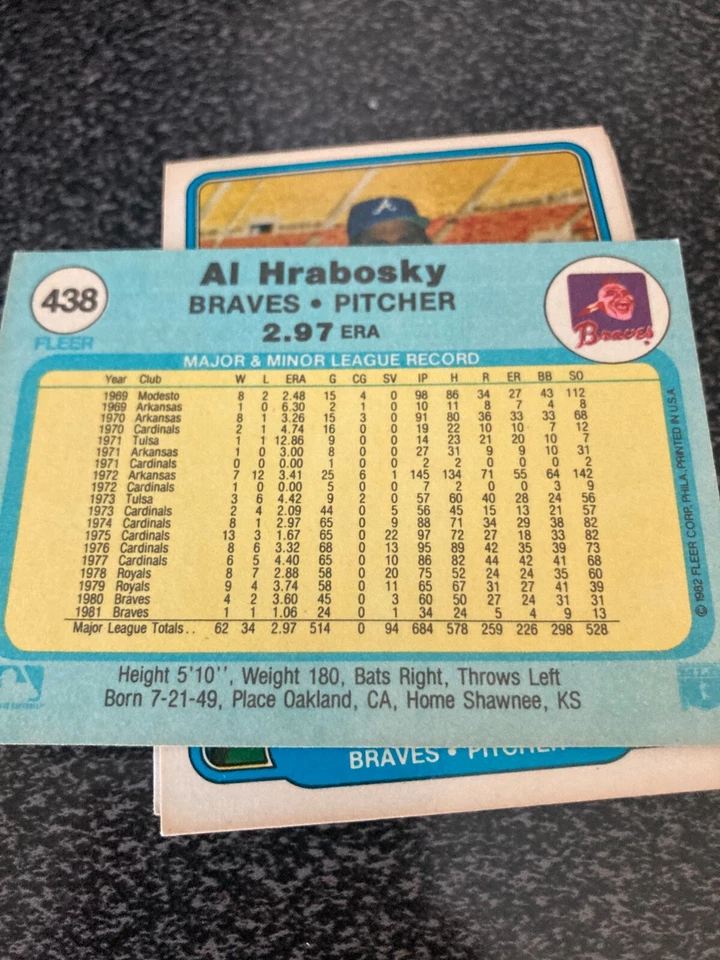 A
438
FLEER
Al Hrabosky
BRAVES • PITCHER
2.97 ERA
Braves
MAJOR & MINOR LEAGUE RECORD
Year Club W L ERA G CG SV IP H R ER BB SO
1969 Modesto 8 2 2.48 15 4 0 98 86 34 27 43 112
1969 Arkansas 1 0 6.30 2 1 0 10 11 8 7 4 8
1970 Arkansas 8 1 3.26 15 3 0 91 80 36 33 33 68
1970 Cardinals 2 1 4.74 16 0 0 19 22 10 10 7 12
1971 Tulsa 1 1 12.86 9 0 0 14 23 21 20 10 7
1971 Arkansas 1 0 3.00 8 0 0 27 31 9 9 10 31
1971 Cardinals 0 0 0.00 1 0 0 2 2 0 0 0 2
1972 Arkansas 7 12 3.41 25 6 1 145 134 71 55 64 142
1972 Cardinals 1 0 0.00 5 0 0 7 2 0 0 3 9
1973 Tulsa 3 6 4.42 9 2 0 57 60 40 28 24 56
1973 Cardinals 2 4 2.09 44 0 5 56 45 15 13 21 57
1974 Cardinals 8 1 2.97 65 0 9 88 71 34 29 38 82
1975 Cardinals 13 3 1.67 65 0 22 97 72 27 18 33 82
1976 Cardinals 8 6 3.32 68 0 13 95 89 42 35 39 73
1977 Cardinals 6 5 4.40 65 0 10 86 82 44 42 41 68
1978 Royals 8 7 2.88 58 0 20 75 52 24 24 35 60
1979 Royals 9 4 3.74 58 0 11 65 67 31 27 41 39
1980 Braves 4 2 3.60 45 0 3 60 50 27 24 31 31
1981 Braves 1 1 1.06 24 0 1 34 24 5 4 9 13
Major League Totals.. 62 34 2.97 514 0 94 684 578 259 226 298 528
© 1982 FLEER CORP. PHILA. PRINTED IN U.S.A
Height 5'10'', Weight 180, Bats Right, Throws Left
Born 7-21-49, Place Oakland, CA, Home Shawnee, KS
BRAVES • PITCHER